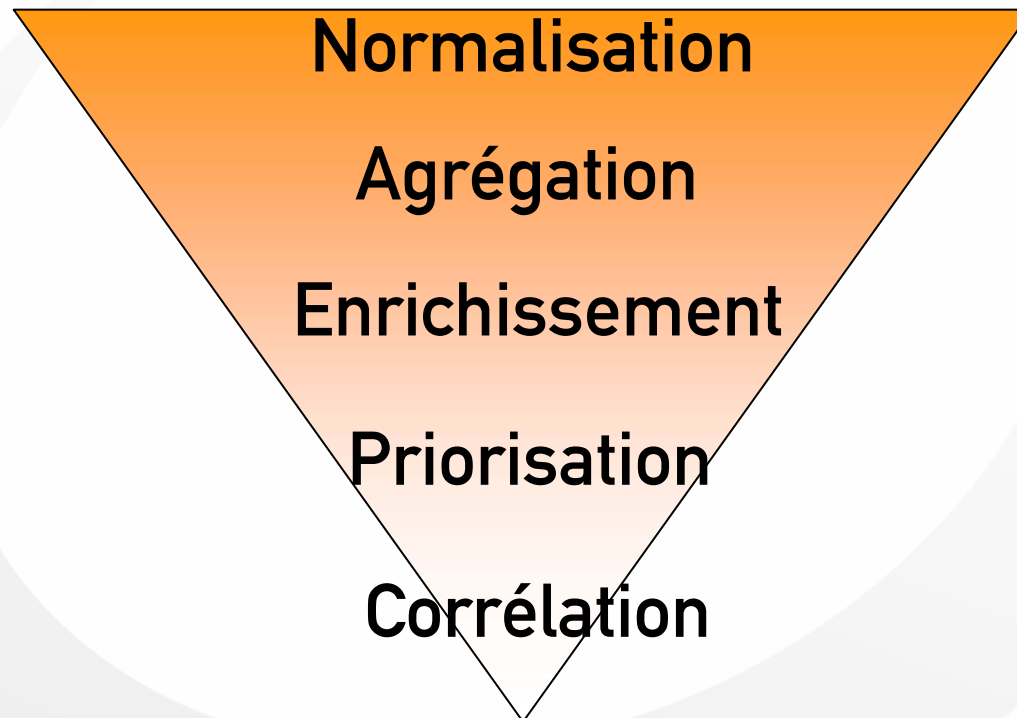 Normalisation
Agrégation
Enrichissement
Priorisation
Corrélation